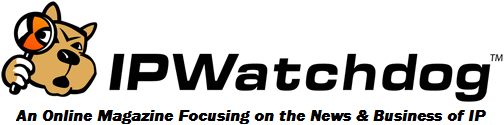 IPWatchdog™
An Online Magazine Focusing on the News & Business of IP